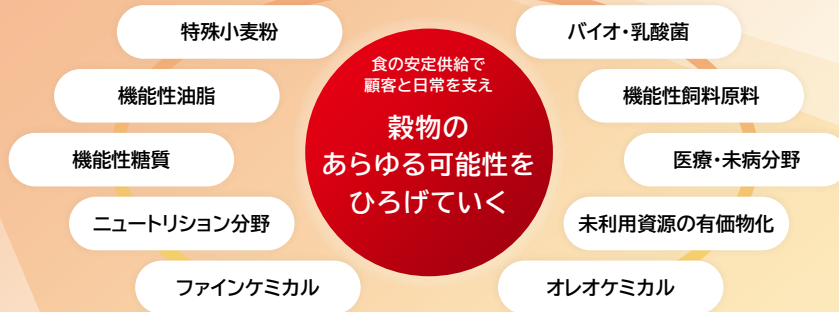 特殊小麦粉
バイオ・乳酸菌
食の安定供給で
顧客と日常を支え
機能性油脂
機能性飼料原料
穀物の
あらゆる可能性を
ひろげていく
機能性糖質
医療・未病分野
ニュートリション分野
未利用資源の有価物化
ファインケミカル
オレオケミカル